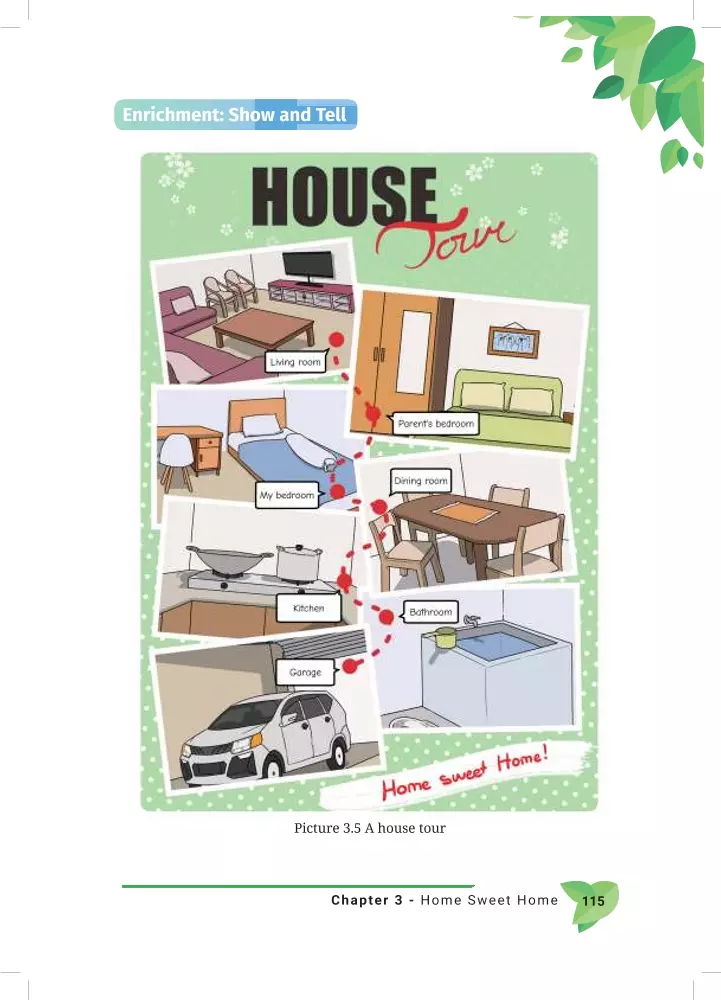 Enrichment: Show and Tell
HOUSE
Tour
Living room
Parent's bedroom
My bedroom
Dining room
Kitchen
Bathroom
Garage
Home sweet Home!
Picture 3.5 A house tour
Chapter 3 - Home Sweet Home
115